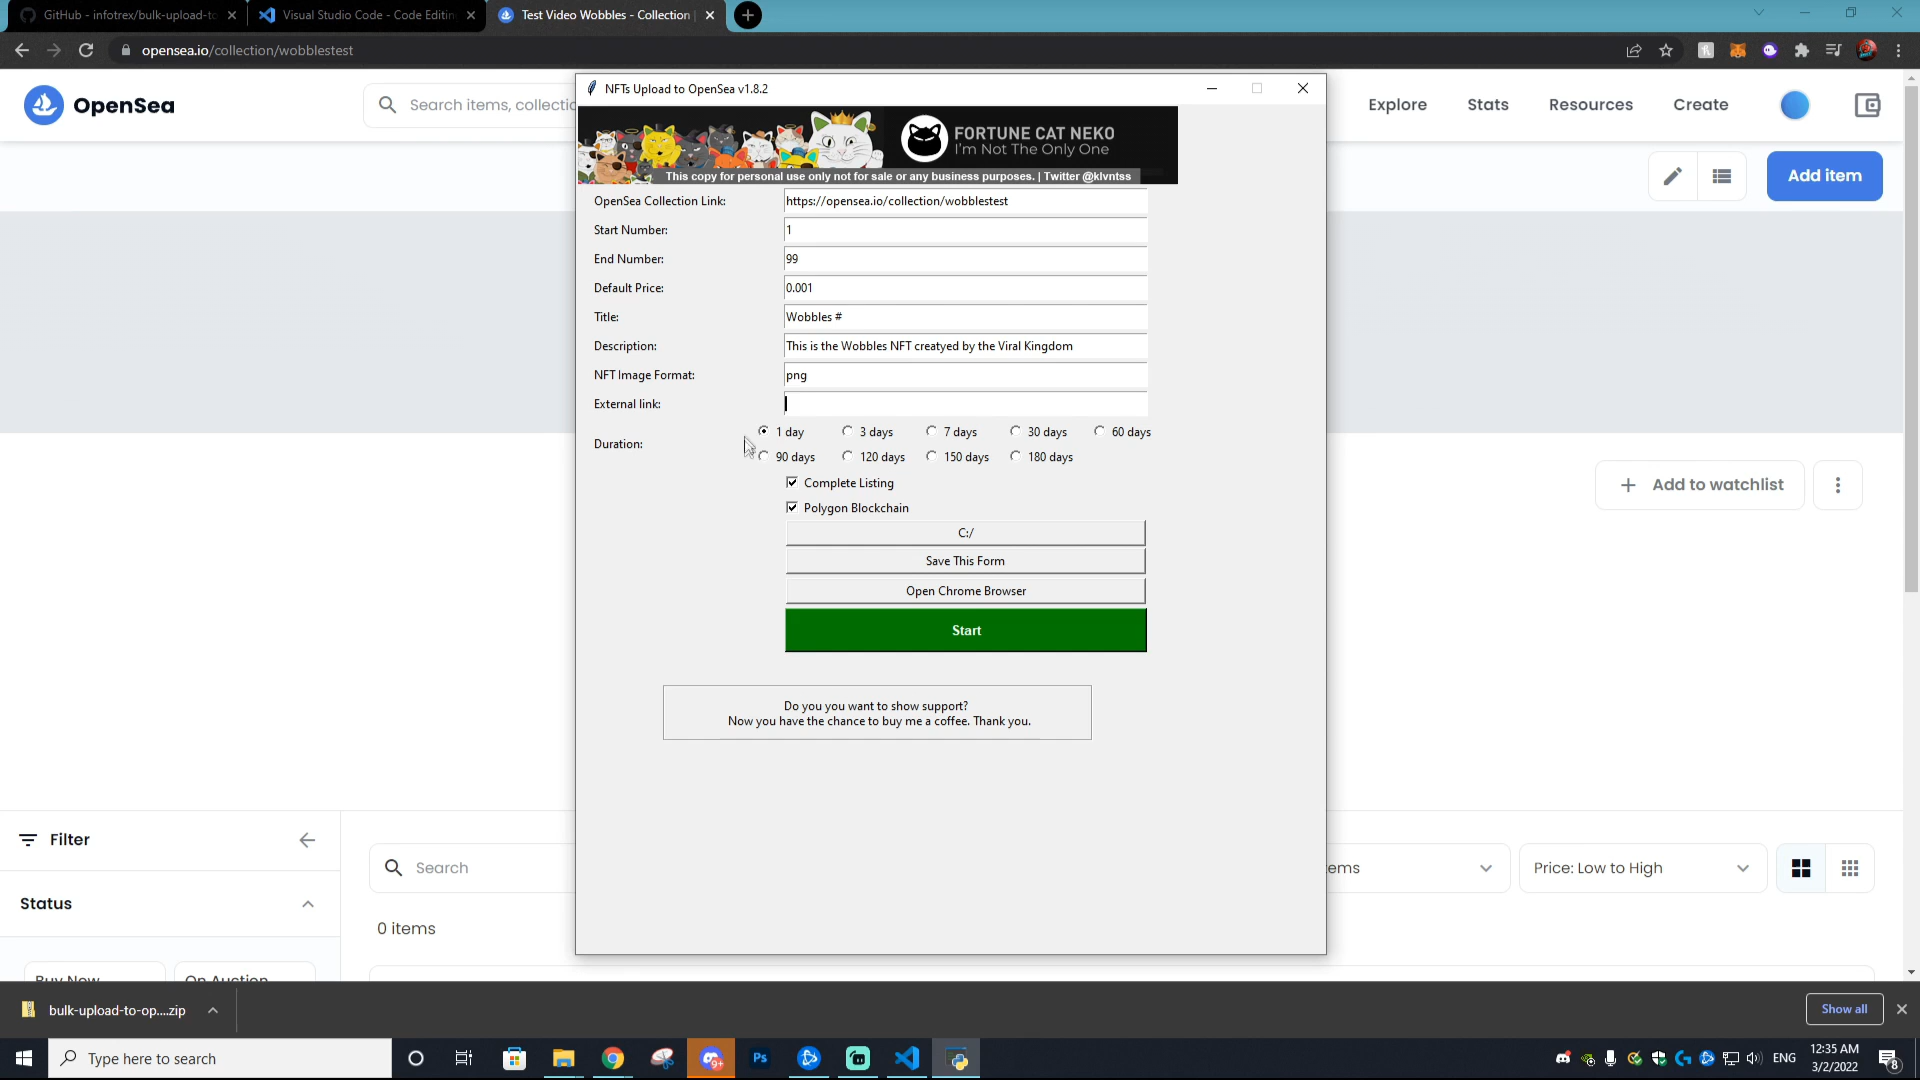 GitHub - infotrex/bulk-upload-to
Visual Studio Code - Code Editin
Test Video Wobbles - Collection
opensea.io/collection/wobblestest
OpenSea
Search items, collectio
Explore
Stats
Resources
Create
Add item
NFTs Upload to OpenSea v1.8.2
FORTUNE CAT NEKO
I'm Not The Only One
This copy for personal use only not for sale or any business purposes. | Twitter @klvntss
OpenSea Collection Link: https://opensea.io/collection/wobblestest
Start Number: 1
End Number: 99
Default Price: 0.001
Title: Wobbles #
Description: This is the Wobbles NFT creatyed by the Viral Kingdom
NFT Image Format: png
External link:
Duration:
1 day 3 days 7 days 30 days 60 days
90 days 120 days 150 days 180 days
Complete Listing
Polygon Blockchain
C:/
Save This Form
Open Chrome Browser
Start
Do you you want to show support?
Now you have the chance to buy me a coffee. Thank you.
+ Add to watchlist
Filter
Search
ems
Price: Low to High
Status
0 items
Buy Now
On Auction
bulk-upload-to-op....zip
Show all
Type here to search
9+
Ps
ENG
12:35 AM
3/2/2022
8